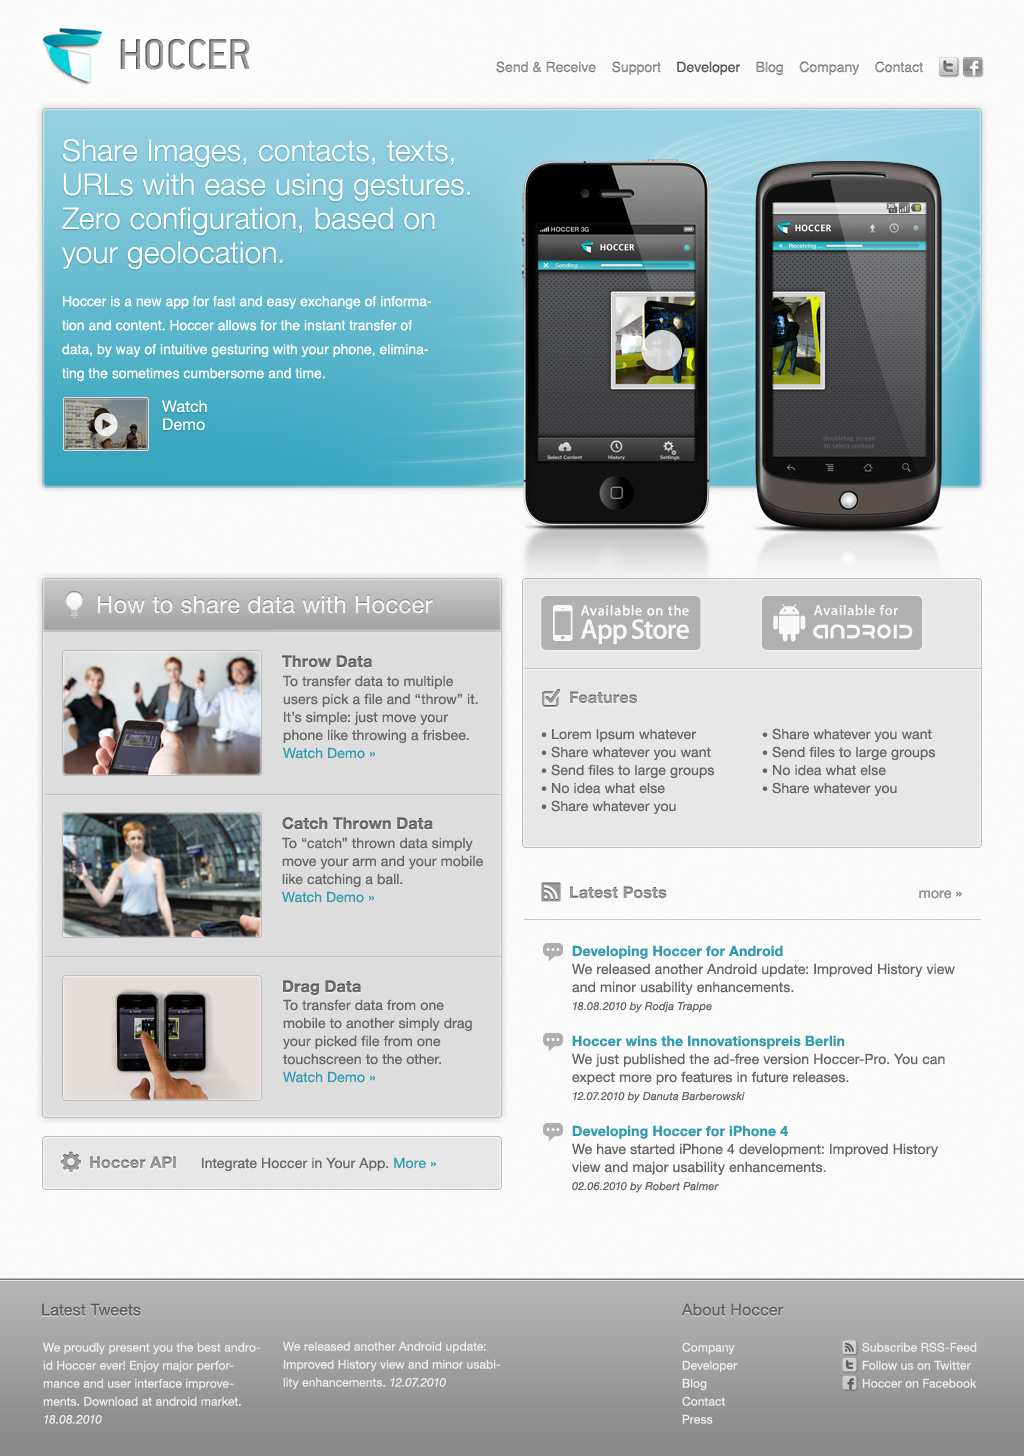 HOCCER
Send & Receive
Support
Developer
Blog
Company
Contact
Share Images, contacts, texts,
URLs with ease using gestures.
Zero configuration, based on
your geolocation.
Hoccer is a new app for fast and easy exchange of informa-
tion and content. Hoccer allows for the instant transfer of
data, by way of intuitive gesturing with your phone, elimina-
ting the sometimes cumbersome and time.
Watch
Demo
HOCCER 3G
HOCCER
Sending...
Select Content
History
Settings
HOCCER
Receiving...
doubletap screen
to select content
How to share data with Hoccer
Throw Data
To transfer data to multiple
users pick a file and “throw” it.
It’s simple: just move your
phone like throwing a frisbee.
Watch Demo »
Catch Thrown Data
To “catch” thrown data simply
move your arm and your mobile
like catching a ball.
Watch Demo »
Drag Data
To transfer data from one
mobile to another simply drag
your picked file from one
touchscreen to the other.
Watch Demo »
Hoccer API
Integrate Hoccer in Your App. More »
Available on the
App Store
Available for
ANDROID
Features
• Lorem Ipsum whatever
• Share whatever you want
• Send files to large groups
• No idea what else
• Share whatever you
• Share whatever you want
• Send files to large groups
• No idea what else
• Share whatever you
Latest Posts
more »
Developing Hoccer for Android
We released another Android update: Improved History view
and minor usability enhancements.
18.08.2010 by Rodja Trappe
Hoccer wins the Innovationspreis Berlin
We just published the ad-free version Hoccer-Pro. You can
expect more pro features in future releases.
12.07.2010 by Danuta Barberowski
Developing Hoccer for iPhone 4
We have started iPhone 4 development: Improved History
view and major usability enhancements.
02.06.2010 by Robert Palmer
Latest Tweets
We proudly present you the best andro-
id Hoccer ever! Enjoy major perfor-
mance and user interface improve-
ments. Download at android market.
18.08.2010
We released another Android update:
Improved History view and minor usabi-
lity enhancements. 12.07.2010
About Hoccer
Company
Developer
Blog
Contact
Press
Subscribe RSS-Feed
Follow us on Twitter
Hoccer on Facebook